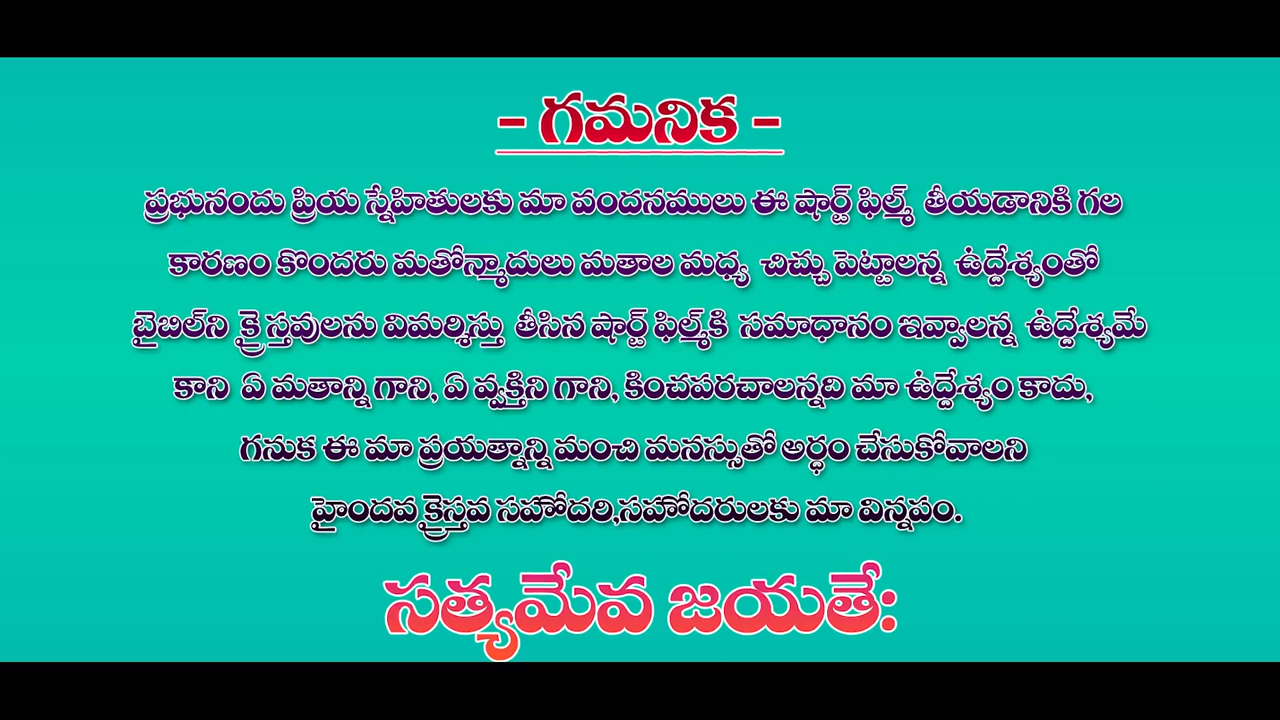 - గమనిక -
ప్రభునందు ప్రియ స్నేహితులకు మా వందనములు ఈ షార్ట్ ఫిల్మ్ తీయడానికి గల
కారణం కొందరు మతోన్మాదులు మతాల మధ్య చిచ్చు పెట్టాలన్న ఉద్దేశ్యంతో
బైబిల్‌ని క్రైస్తవులను విమర్శిస్తు తీసిన షార్ట్ ఫిల్మ్‌కి సమాధానం ఇవ్వాలన్న ఉద్దేశ్యమే
కాని ఏ మతాన్ని గాని, ఏ వ్యక్తిని గాని, కించపరచాలన్నది మా ఉద్దేశ్యం కాదు,
గనుక ఈ మా ప్రయత్నాన్ని మంచి మనస్సుతో అర్ధం చేసుకోవాలని
హైందవ క్రైస్తవ సహోదరి,సహోదరులకు మా విన్నపం.
సత్యమేవ జయతే: